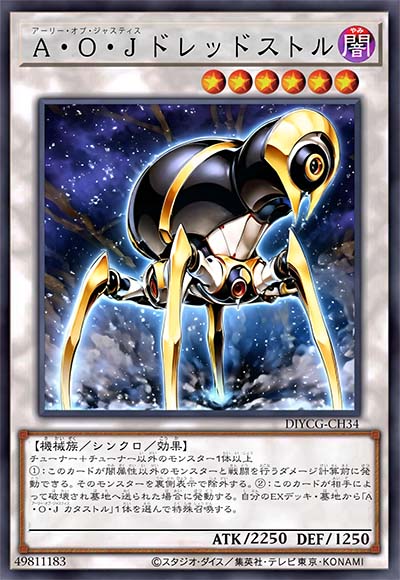 アーリー・オブ・ジャスティス
A・O・J ドレッドストル
やみ
闇
DIYCG-CH34
【機械族／シンクロ／効果】
チューナー＋チューナー以外のモンスター1体以上
①：このカードが闇属性以外のモンスターと戦闘を行うダメージ計算前に発
動できる。そのモンスターを裏側表示で除外する。②：このカードが相手によ
って破壊され墓地へ送られた場合に発動する。自分のEXデッキ・墓地から「A
・O・J カタストル」1体を選んで特殊召喚する。
ATK/2250 DEF/1250
49811183
©スタジオ・ダイス／集英社・テレビ東京・KONAMI